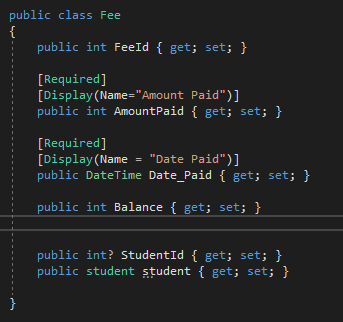 public class Fee
{
public int FeeId { get; set; }
[Required]
[Display(Name="Amount Paid")]
public int AmountPaid { get; set; }
[Required]
[Display(Name = "Date Paid")]
public DateTime Date_Paid { get; set; }
public int Balance { get; set; }
public int? StudentId { get; set; }
public student student { get; set; }
}